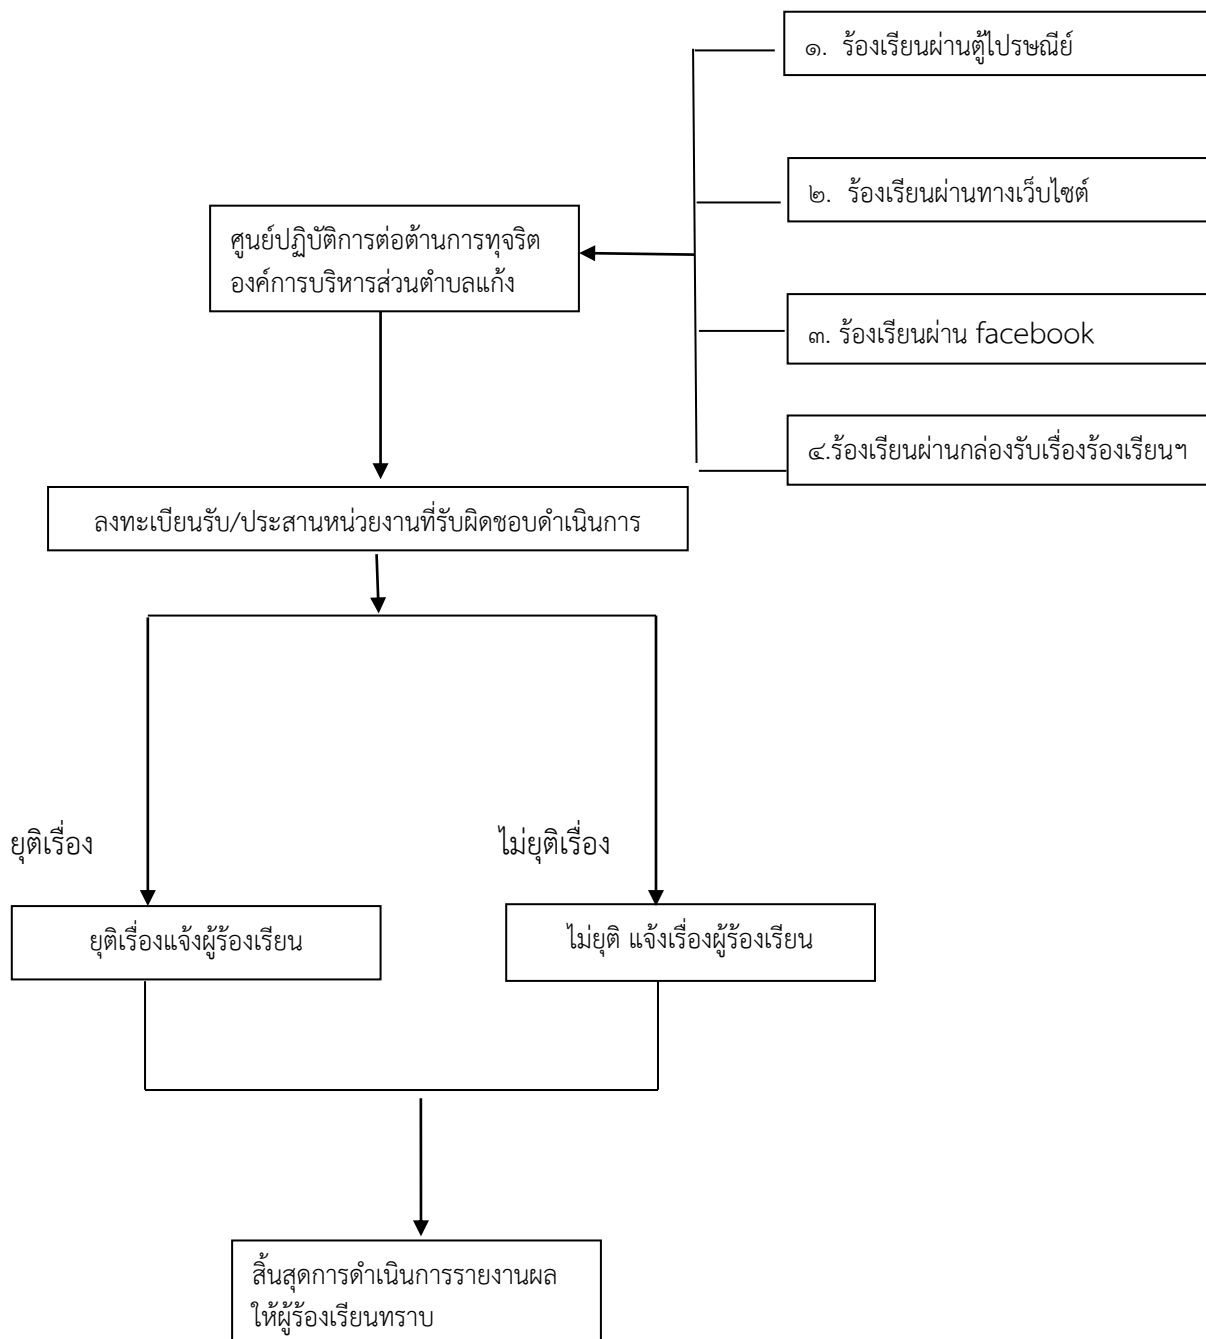 ๑. ร้องเรียนผ่านตู้ไปรษณีย์
๒. ร้องเรียนผ่านทางเว็บไซต์
ศูนย์ปฏิบัติการต่อต้านการทุจริต
องค์การบริหารส่วนตำบลแก้ง
๓. ร้องเรียนผ่าน facebook
๔.ร้องเรียนผ่านกล่องรับเรื่องร้องเรียนฯ
ลงทะเบียนรับ/ประสานหน่วยงานที่รับผิดชอบดำเนินการ
ยุติเรื่อง
ไม่ยุติเรื่อง
ยุติเรื่องแจ้งผู้ร้องเรียน
ไม่ยุติ แจ้งเรื่องผู้ร้องเรียน
สิ้นสุดการดำเนินการรายงานผล
ให้ผู้ร้องเรียนทราบ